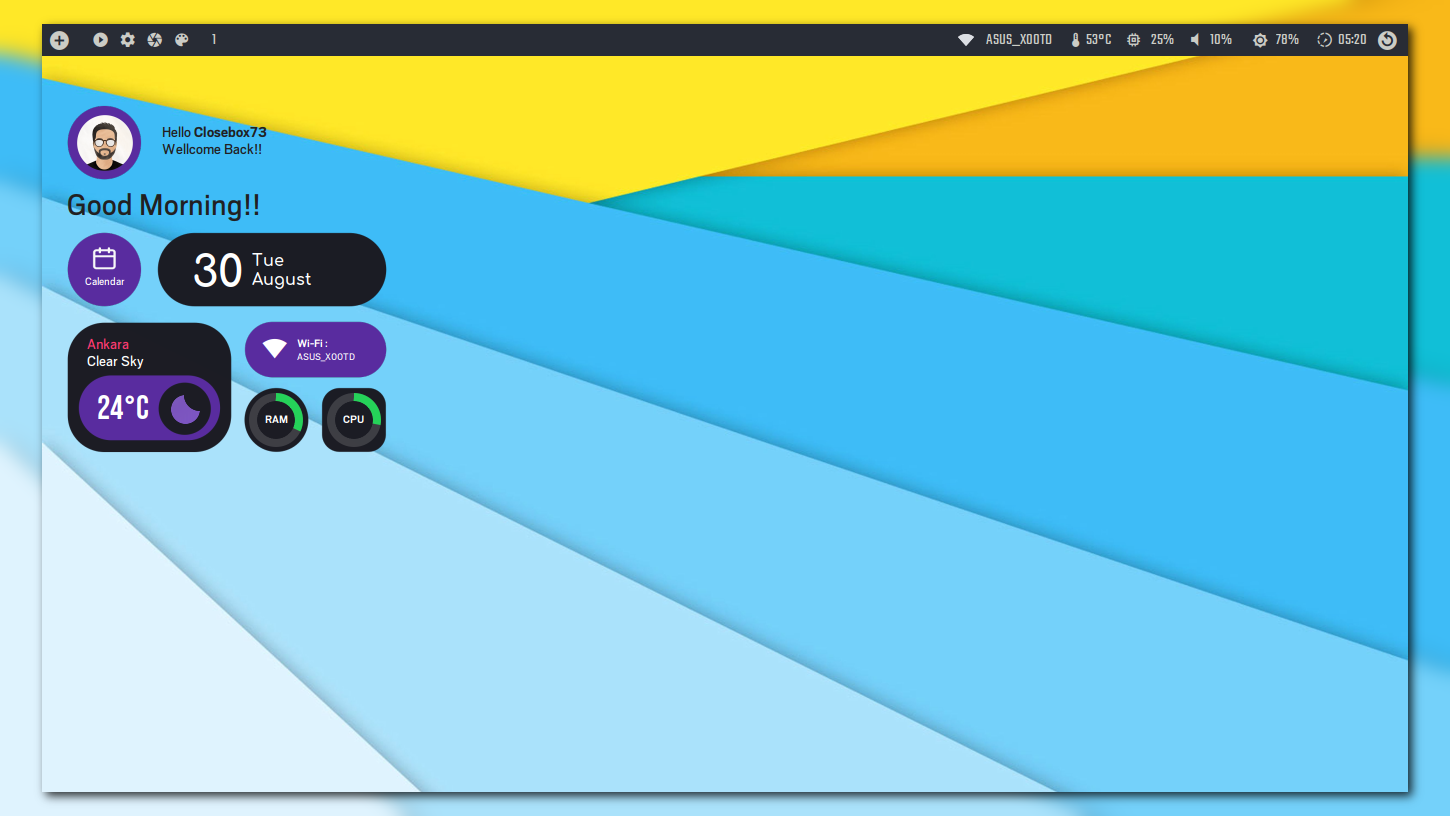 1 ASUS_X00TD 53°C 25% 10% 78% 05:20
Hello Closebox73
Wellcome Back!!
Good Morning!!
Calendar
30
Tue
August
Ankara
Clear Sky
24°C
Wi-Fi :
ASUS_X00TD
RAM
CPU